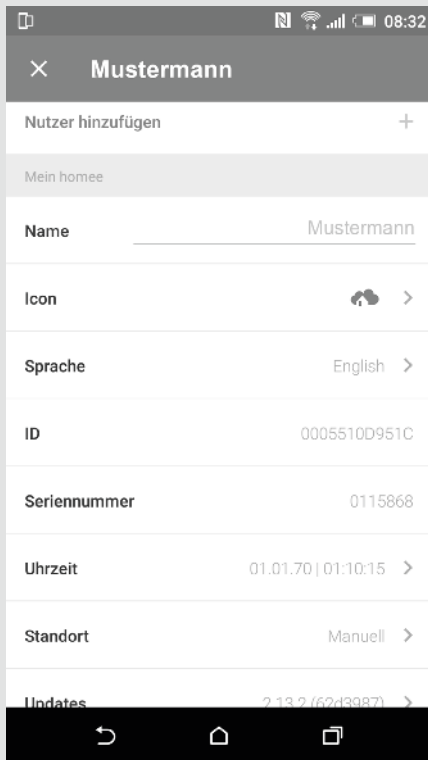 08:32
Mustermann
Nutzer hinzufügen
Mein homee
Name Mustermann
Icon
Sprache English
ID 0005510D951C
Seriennummer 0115868
Uhrzeit 01.01.70 | 01:10:15
Standort Manuell
Updates 2.13.2 (62d3987)